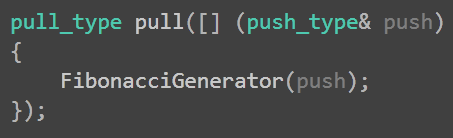 pull_type pull([] (push_type& push)
{
    FibonacciGenerator(push);
});